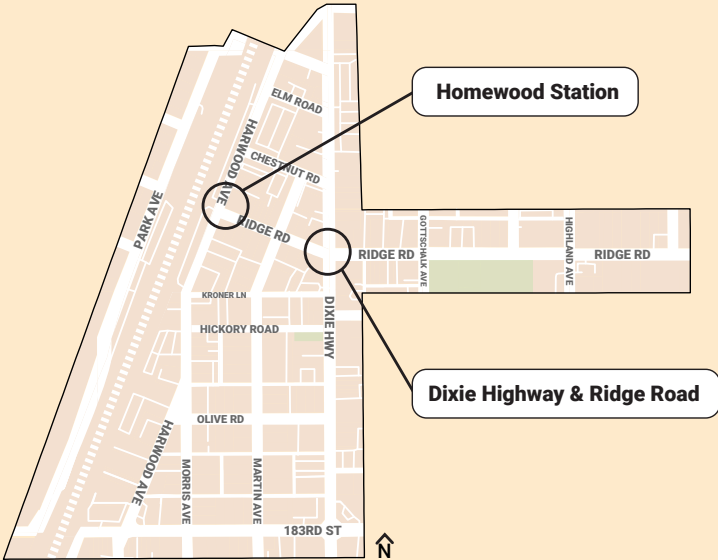 Homewood Station
ELM ROAD
HARWOOD AVE
CHESTNUT RD
PARK AVE
RIDGE RD
RIDGE RD
GOTTSCHALK AVE
HIGHLAND AVE
RIDGE RD
KRONER LN
DIXIE HWY
HICKORY ROAD
Dixie Highway & Ridge Road
OLIVE RD
HARWOOD AVE
MORRIS AVE
MARTIN AVE
183RD ST
N